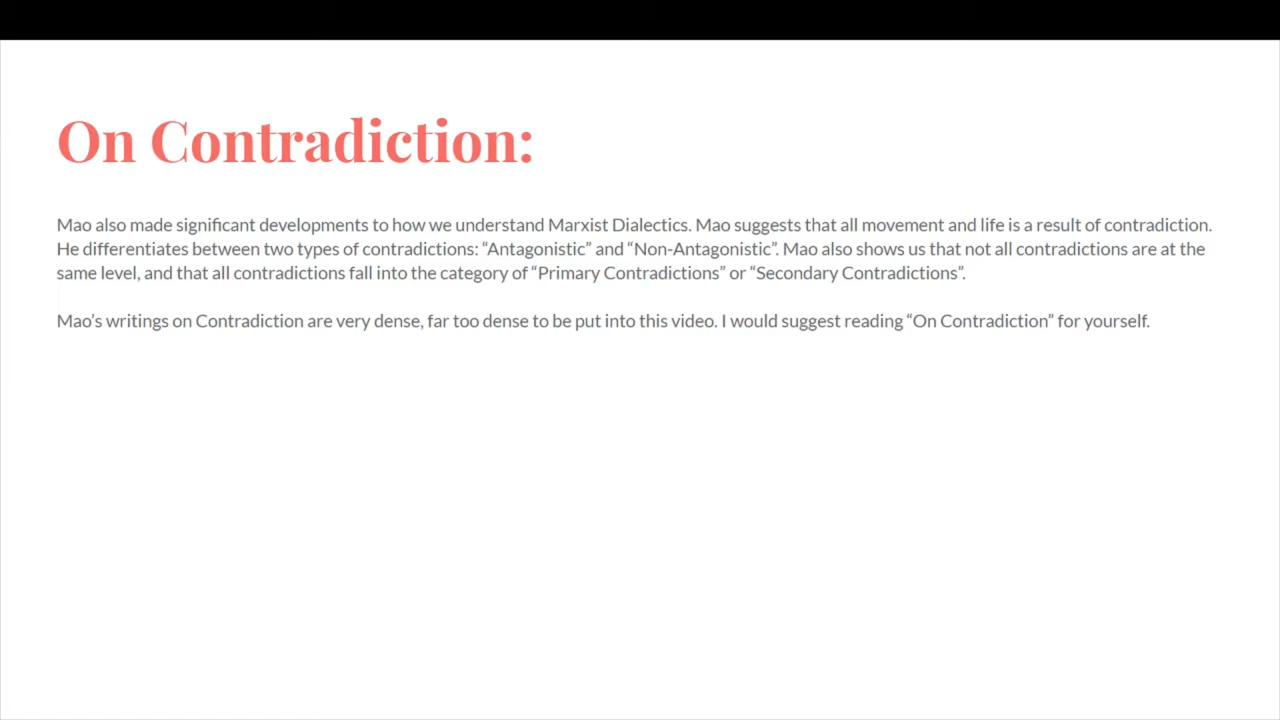 On Contradiction:
Mao also made significant developments to how we understand Marxist Dialectics. Mao suggests that all movement and life is a result of contradiction.
He differentiates between two types of contradictions: “Antagonistic” and “Non-Antagonistic”. Mao also shows us that not all contradictions are at the
same level, and that all contradictions fall into the category of “Primary Contradictions” or “Secondary Contradictions”.
Mao’s writings on Contradiction are very dense, far too dense to be put into this video. I would suggest reading “On Contradiction” for yourself.